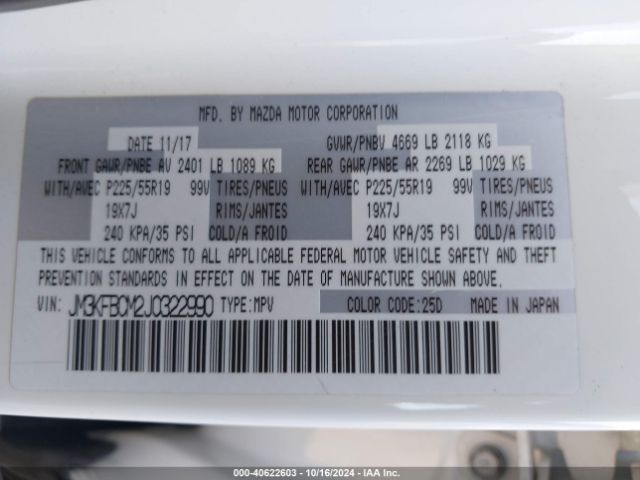 MFD. BY MAZDA MOTOR CORPORATION
DATE 11/17 GVWR/PNBV 4669 LB 2118 KG
FRONT GAWR/PNBE AV 2401 LB 1089 KG REAR GAWR/PNBE AR 2269 LB 1029 KG
WITH/AVEC P225/55R19 99V TIRES/PNEUS WITH/AVEC P225/55R19 99V TIRES/PNEUS
19X7J RIMS/JANTES 19X7J RIMS/JANTES
240 KPA/35 PSI COLD/A FROID 240 KPA/35 PSI COLD/A FROID
THIS VEHICLE CONFORMS TO ALL APPLICABLE FEDERAL MOTOR VEHICLE SAFETY AND THEFT
PREVENTION STANDARDS IN EFFECT ON THE DATE OF MANUFACTURE SHOWN ABOVE.
VIN: JM3KFBCM2J0322990 TYPE:MPV COLOR CODE:25D MADE IN JAPAN
000-40622603 - 10/16/2024 - IAA Inc.